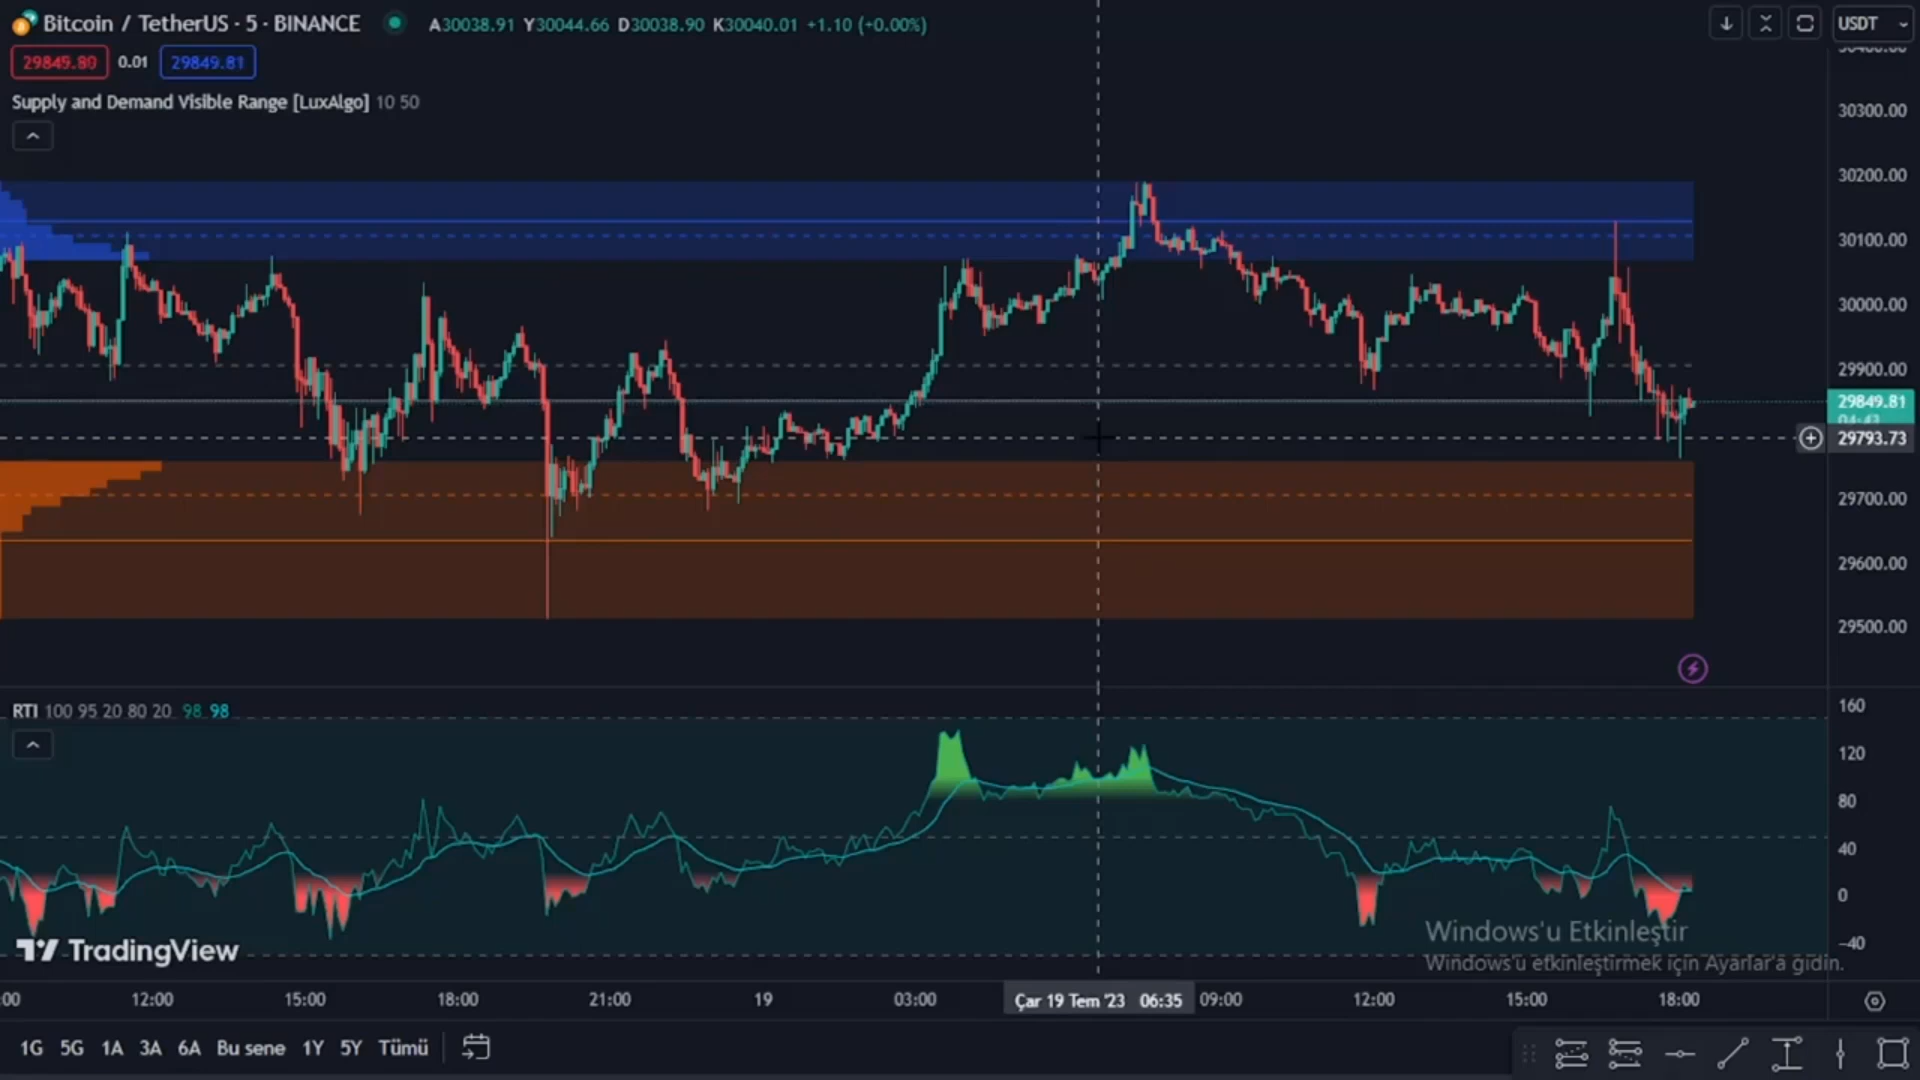 Bitcoin / TetherUS · 5 · BINANCE
A30038.91 Y30044.66 D30038.90 K30040.01 +1.10 (+0.00%)
USDT
29849.80 0.01 29849.81
Supply and Demand Visible Range [LuxAlgo] 10 50
30300.00
30200.00
30100.00
30000.00
29900.00
29849.81
04:43
29793.73
29700.00
29600.00
29500.00
RTI 100 95 20 80 20 98 98
160
120
80
40
0
−40
TradingView
Windows'u Etkinleştir
Windows'u etkinleştirmek için Ayarlar'a gidin.
:00 12:00 15:00 18:00 21:00 19 03:00 Çar 19 Tem '23 06:35 09:00 12:00 15:00 18:00
1G 5G 1A 3A 6A Bu sene 1Y 5Y Tümü